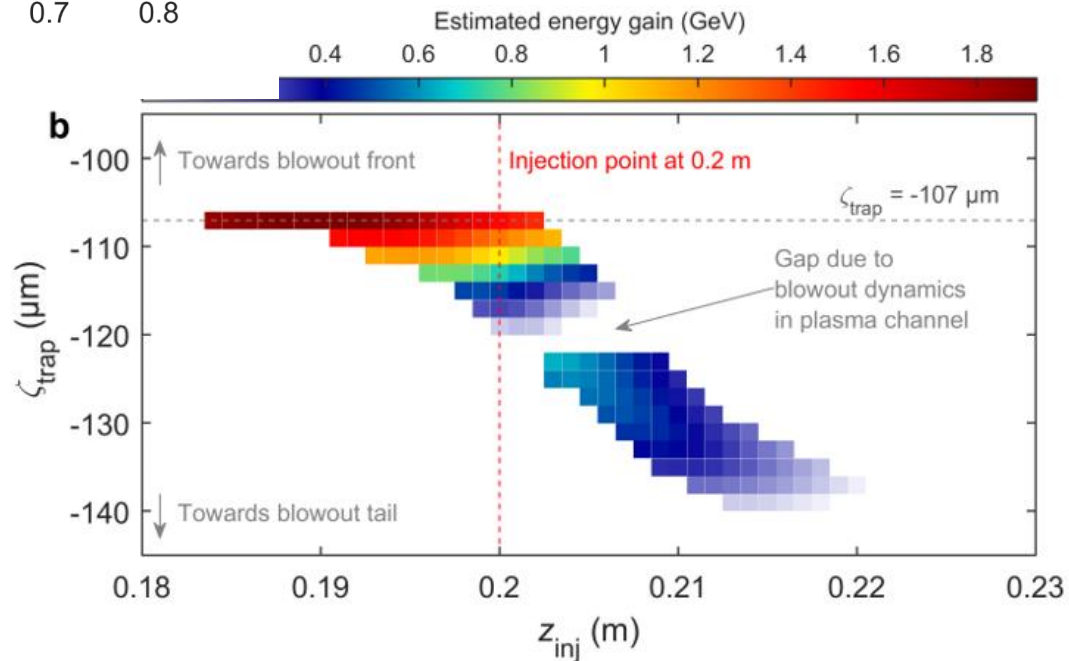 0.7 0.8
Estimated energy gain (GeV)
0.4 0.6 0.8 1 1.2 1.4 1.6 1.8
b
Towards blowout front
Injection point at 0.2 m
ζtrap = -107 µm
Gap due to
blowout dynamics
in plasma channel
Towards blowout tail
-100
-110
-120
-130
-140
ζtrap (µm)
0.18 0.19 0.2 0.21 0.22 0.23
zinj (m)